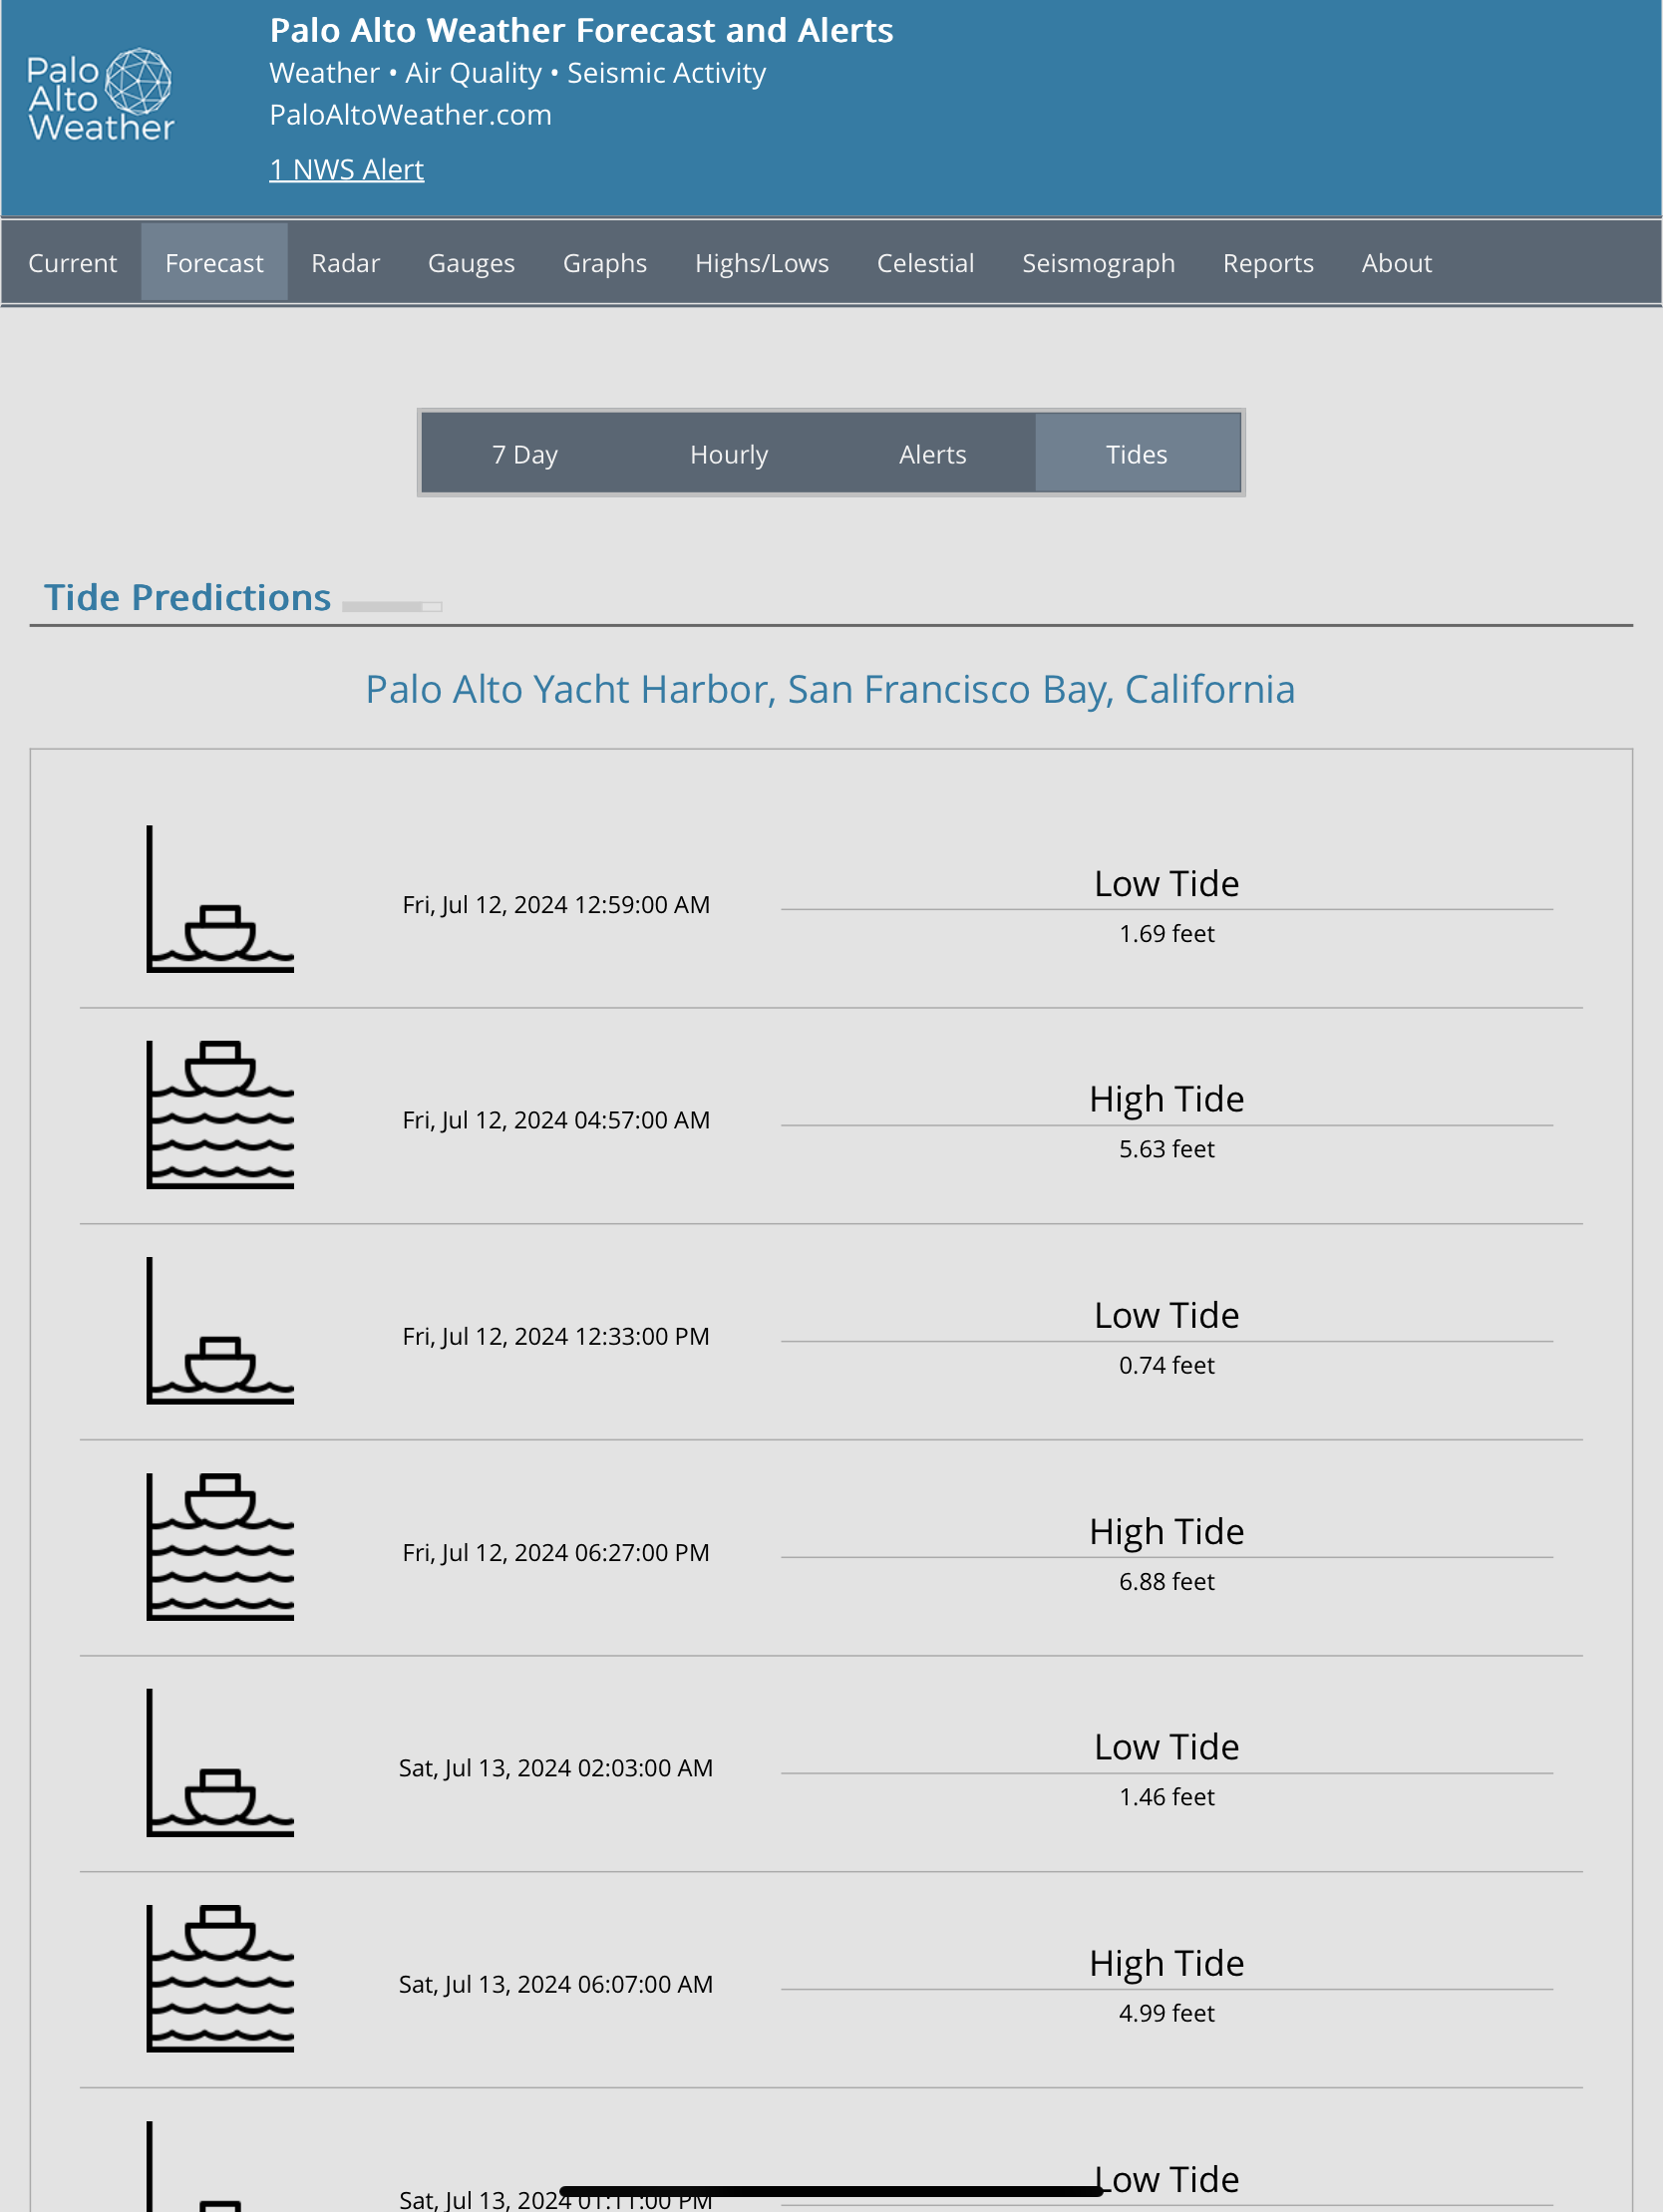 Palo Alto Weather Forecast and Alerts
Weather • Air Quality • Seismic Activity
PaloAltoWeather.com
1 NWS Alert
Palo
Alto
Weather
Current Forecast Radar Gauges Graphs Highs/Lows Celestial Seismograph Reports About
7 Day Hourly Alerts Tides
Tide Predictions
Palo Alto Yacht Harbor, San Francisco Bay, California
Fri, Jul 12, 2024 12:59:00 AM
Low Tide
1.69 feet
Fri, Jul 12, 2024 04:57:00 AM
High Tide
5.63 feet
Fri, Jul 12, 2024 12:33:00 PM
Low Tide
0.74 feet
Fri, Jul 12, 2024 06:27:00 PM
High Tide
6.88 feet
Sat, Jul 13, 2024 02:03:00 AM
Low Tide
1.46 feet
Sat, Jul 13, 2024 06:07:00 AM
High Tide
4.99 feet
Sat, Jul 13, 2024 01:11:00 PM
Low Tide